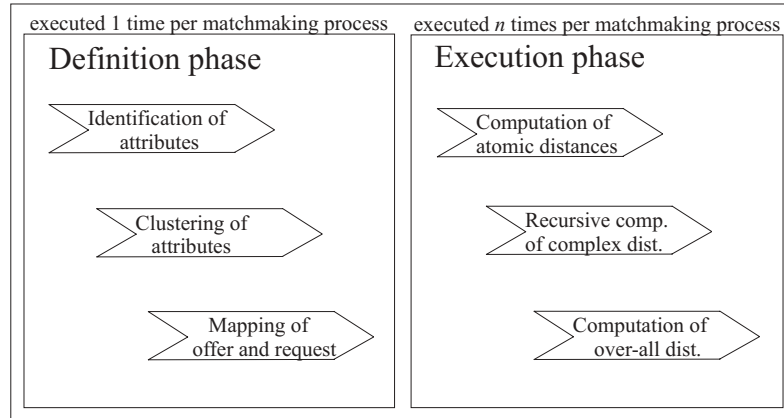 executed 1 time per matchmaking process
Definition phase
Identification of
attributes
Clustering of
attributes
Mapping of
offer and request
executed n times per matchmaking process
Execution phase
Computation of
atomic distances
Recursive comp.
of complex dist.
Computation of
over-all dist.